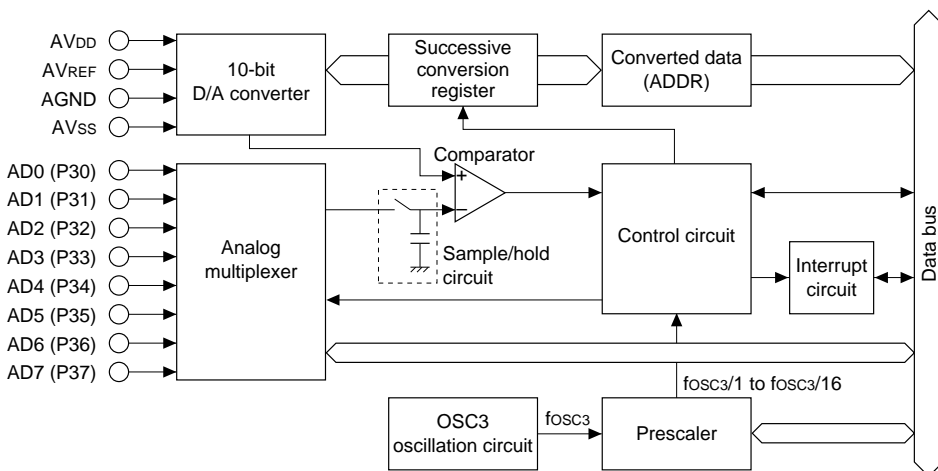 AVDD
AVREF
AGND
AVSS
10-bit
D/A converter
Successive
conversion
register
Converted data
(ADDR)
AD0 (P30)
AD1 (P31)
AD2 (P32)
AD3 (P33)
AD4 (P34)
AD5 (P35)
AD6 (P36)
AD7 (P37)
Analog
multiplexer
Comparator
+
−
Sample/hold
circuit
Control circuit
Interrupt
circuit
Data bus
fOSC3/1 to fOSC3/16
OSC3
oscillation circuit
fOSC3
Prescaler